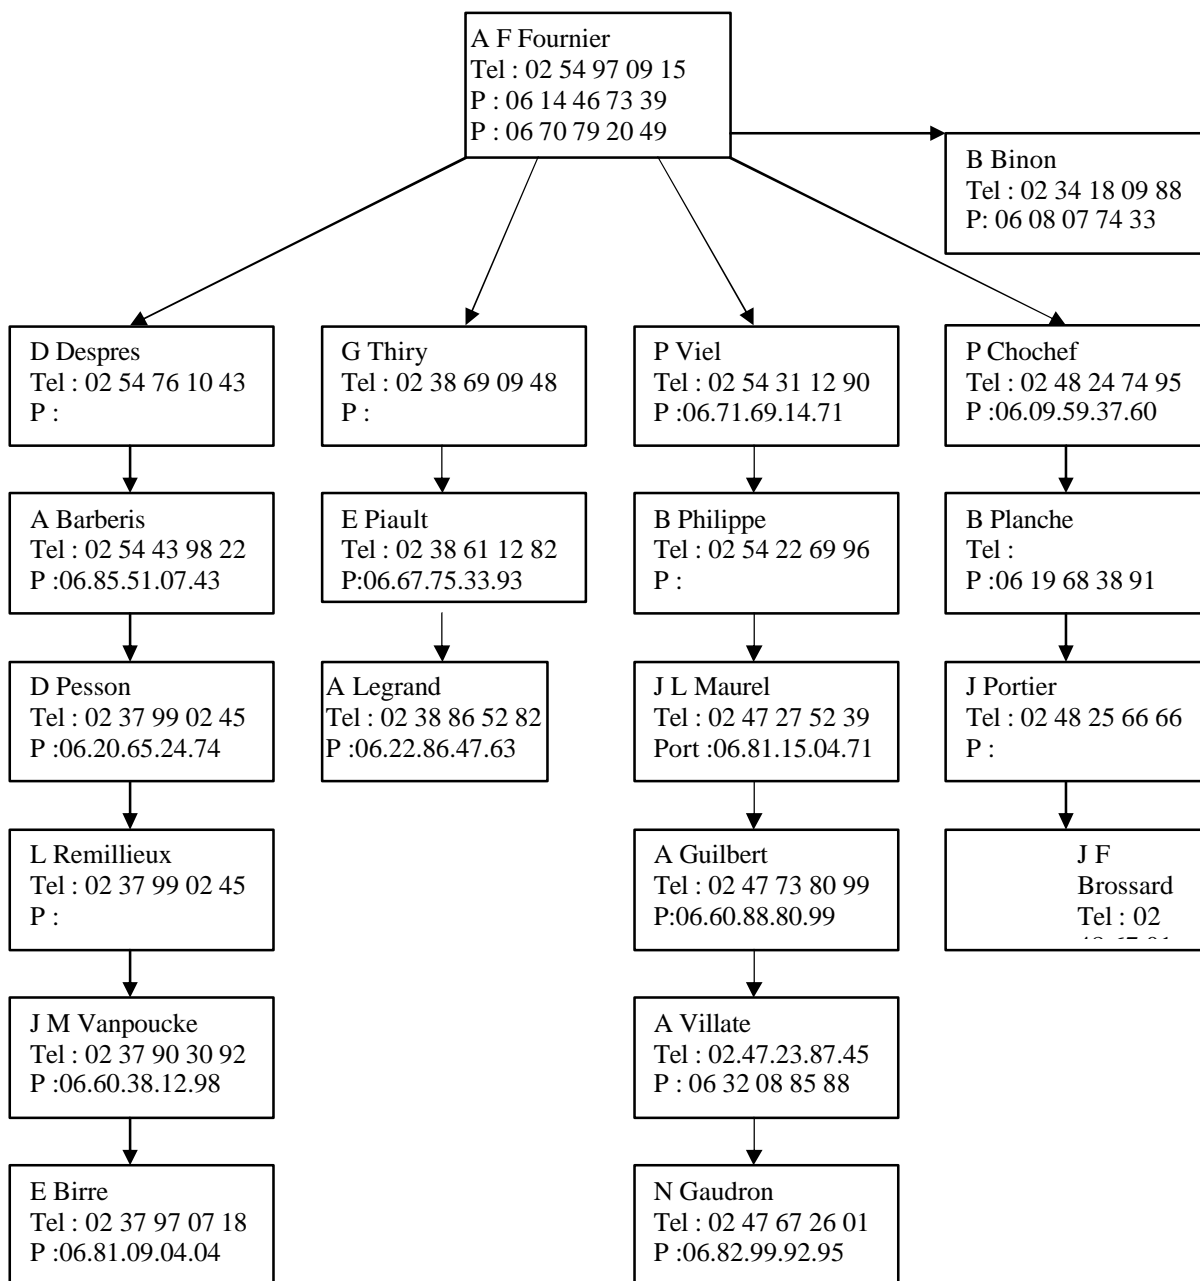 A F Fournier
Tel : 02 54 97 09 15
P : 06 14 46 73 39
P : 06 70 79 20 49
B Binon
Tel : 02 34 18 09 88
P: 06 08 07 74 33
D Despres
Tel : 02 54 76 10 43
P :
G Thiry
Tel : 02 38 69 09 48
P :
P Viel
Tel : 02 54 31 12 90
P :06.71.69.14.71
P Chochef
Tel : 02 48 24 74 95
P :06.09.59.37.60
A Barberis
Tel : 02 54 43 98 22
P :06.85.51.07.43
E Piault
Tel : 02 38 61 12 82
P:06.67.75.33.93
B Philippe
Tel : 02 54 22 69 96
P :
B Planche
Tel :
P :06 19 68 38 91
D Pesson
Tel : 02 37 99 02 45
P :06.20.65.24.74
A Legrand
Tel : 02 38 86 52 82
P :06.22.86.47.63
J L Maurel
Tel : 02 47 27 52 39
Port :06.81.15.04.71
J Portier
Tel : 02 48 25 66 66
P :
L Remillieux
Tel : 02 37 99 02 45
P :
A Guilbert
Tel : 02 47 73 80 99
P:06.60.88.80.99
J F
Brossard
Tel : 02
J M Vanpoucke
Tel : 02 37 90 30 92
P :06.60.38.12.98
A Villate
Tel : 02.47.23.87.45
P : 06 32 08 85 88
E Birre
Tel : 02 37 97 07 18
P :06.81.09.04.04
N Gaudron
Tel : 02 47 67 26 01
P :06.82.99.92.95